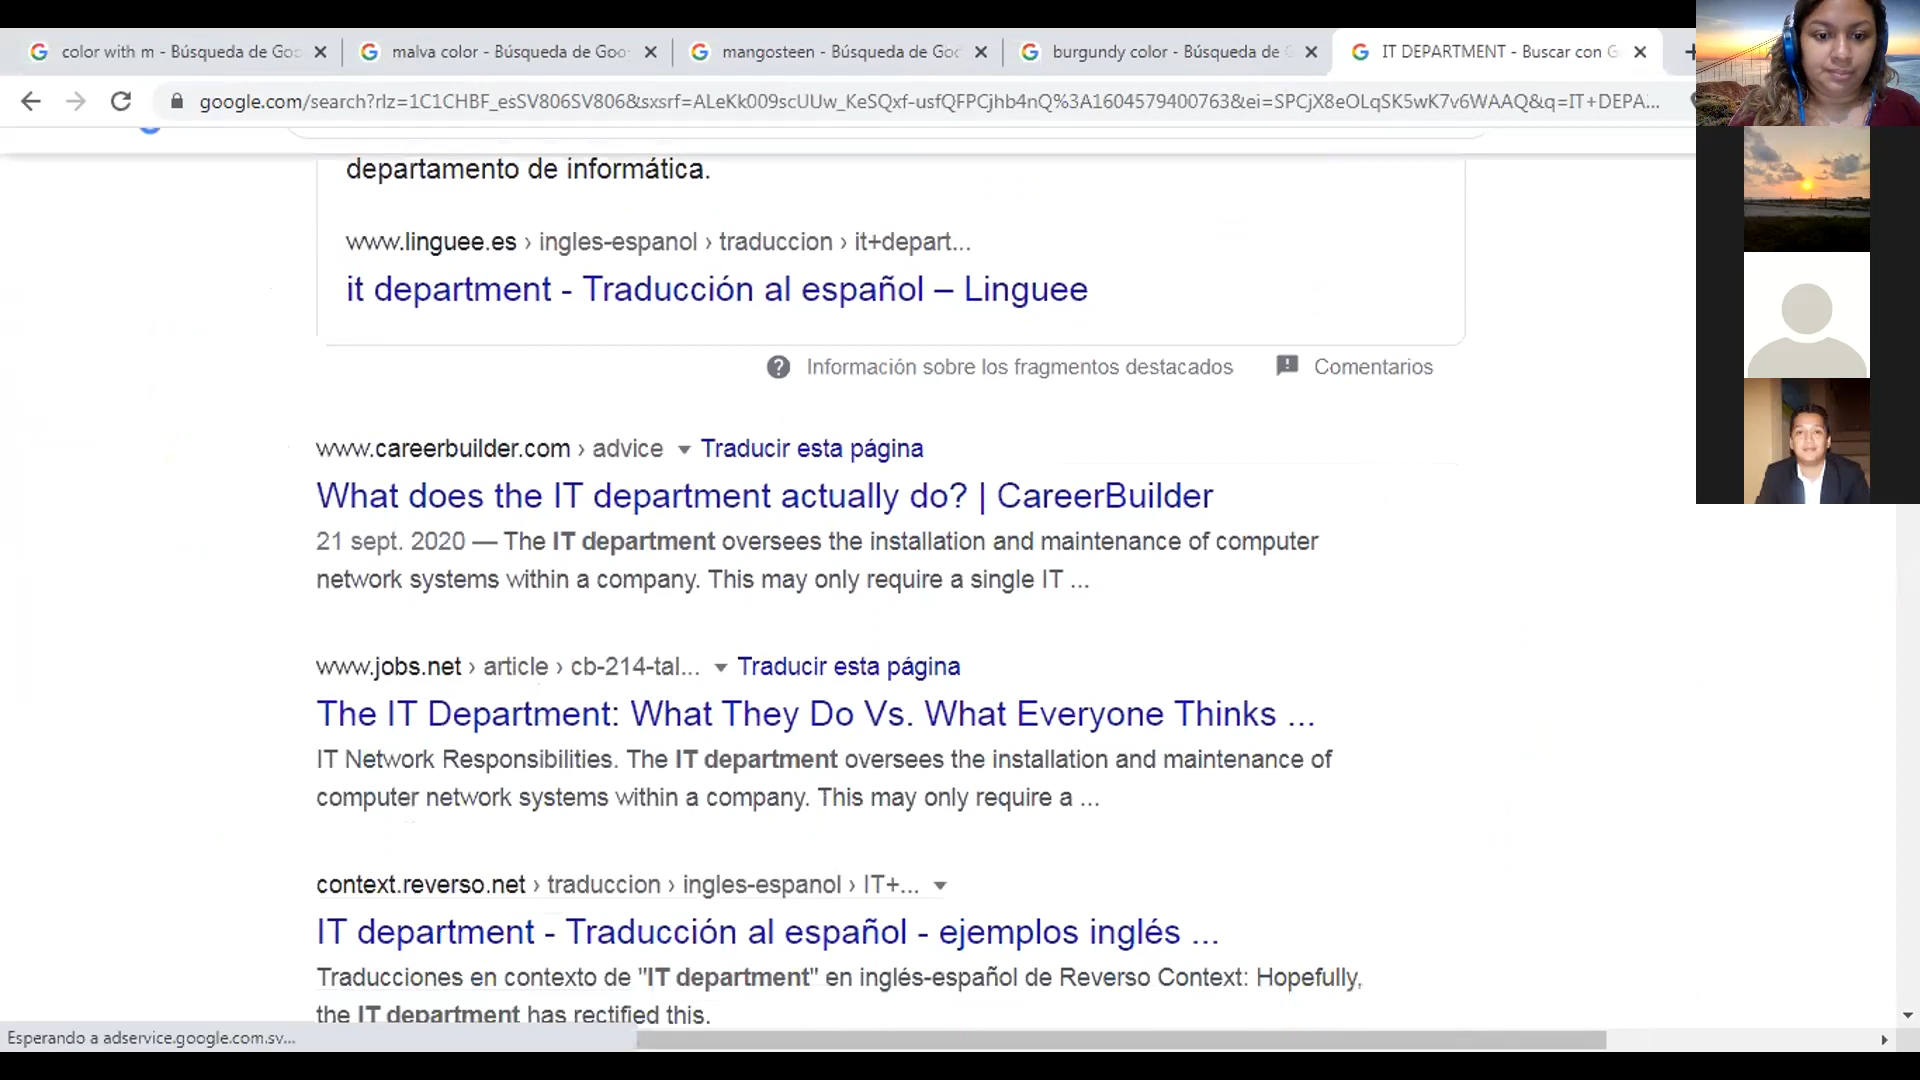 color with m - Búsqueda de Goo
malva color - Búsqueda de Goo
mangosteen - Búsqueda de Goo
burgundy color - Búsqueda de G
IT DEPARTMENT - Buscar con G
google.com/search?rlz=1C1CHBF_esSV806SV806&sxsrf=ALeKk009scUUw_KeSQxf-usfQFPCjhb4nQ%3A1604579400763&ei=SPCjX8eOLqSK5wK7v6WAAQ&q=IT+DEPA...
departamento de informática.
www.linguee.es › ingles-espanol › traduccion › it+depart...
it department - Traducción al español – Linguee
Información sobre los fragmentos destacados
Comentarios
www.careerbuilder.com › advice
Traducir esta página
What does the IT department actually do? | CareerBuilder
21 sept. 2020 — The IT department oversees the installation and maintenance of computer
network systems within a company. This may only require a single IT ...
www.jobs.net › article › cb-214-tal...
Traducir esta página
The IT Department: What They Do Vs. What Everyone Thinks ...
IT Network Responsibilities. The IT department oversees the installation and maintenance of
computer network systems within a company. This may only require a ...
context.reverso.net › traduccion › ingles-espanol › IT+...
IT department - Traducción al español - ejemplos inglés ...
Traducciones en contexto de "IT department" en inglés-español de Reverso Context: Hopefully,
the IT department has rectified this.
Esperando a adservice.google.com.sv...